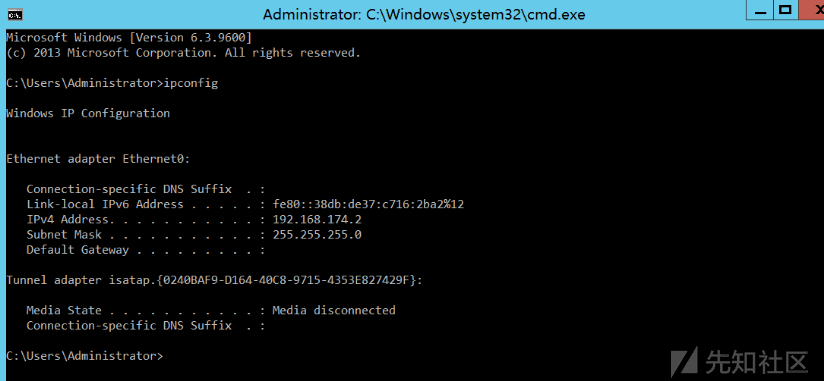 Administrator: C:\Windows\system32\cmd.exe
Microsoft Windows [Version 6.3.9600]
(c) 2013 Microsoft Corporation. All rights reserved.
C:\Users\Administrator>ipconfig
Windows IP Configuration
Ethernet adapter Ethernet0:
Connection-specific DNS Suffix  . :
Link-local IPv6 Address . . . . . : fe80::38db:de37:c716:2ba2%12
IPv4 Address. . . . . . . . . . . : 192.168.174.2
Subnet Mask . . . . . . . . . . . : 255.255.255.0
Default Gateway . . . . . . . . . :
Tunnel adapter isatap.{0240BAF9-D164-40C8-9715-4353E827429F}:
Media State . . . . . . . . . . . : Media disconnected
Connection-specific DNS Suffix  . :
C:\Users\Administrator>
先知社区